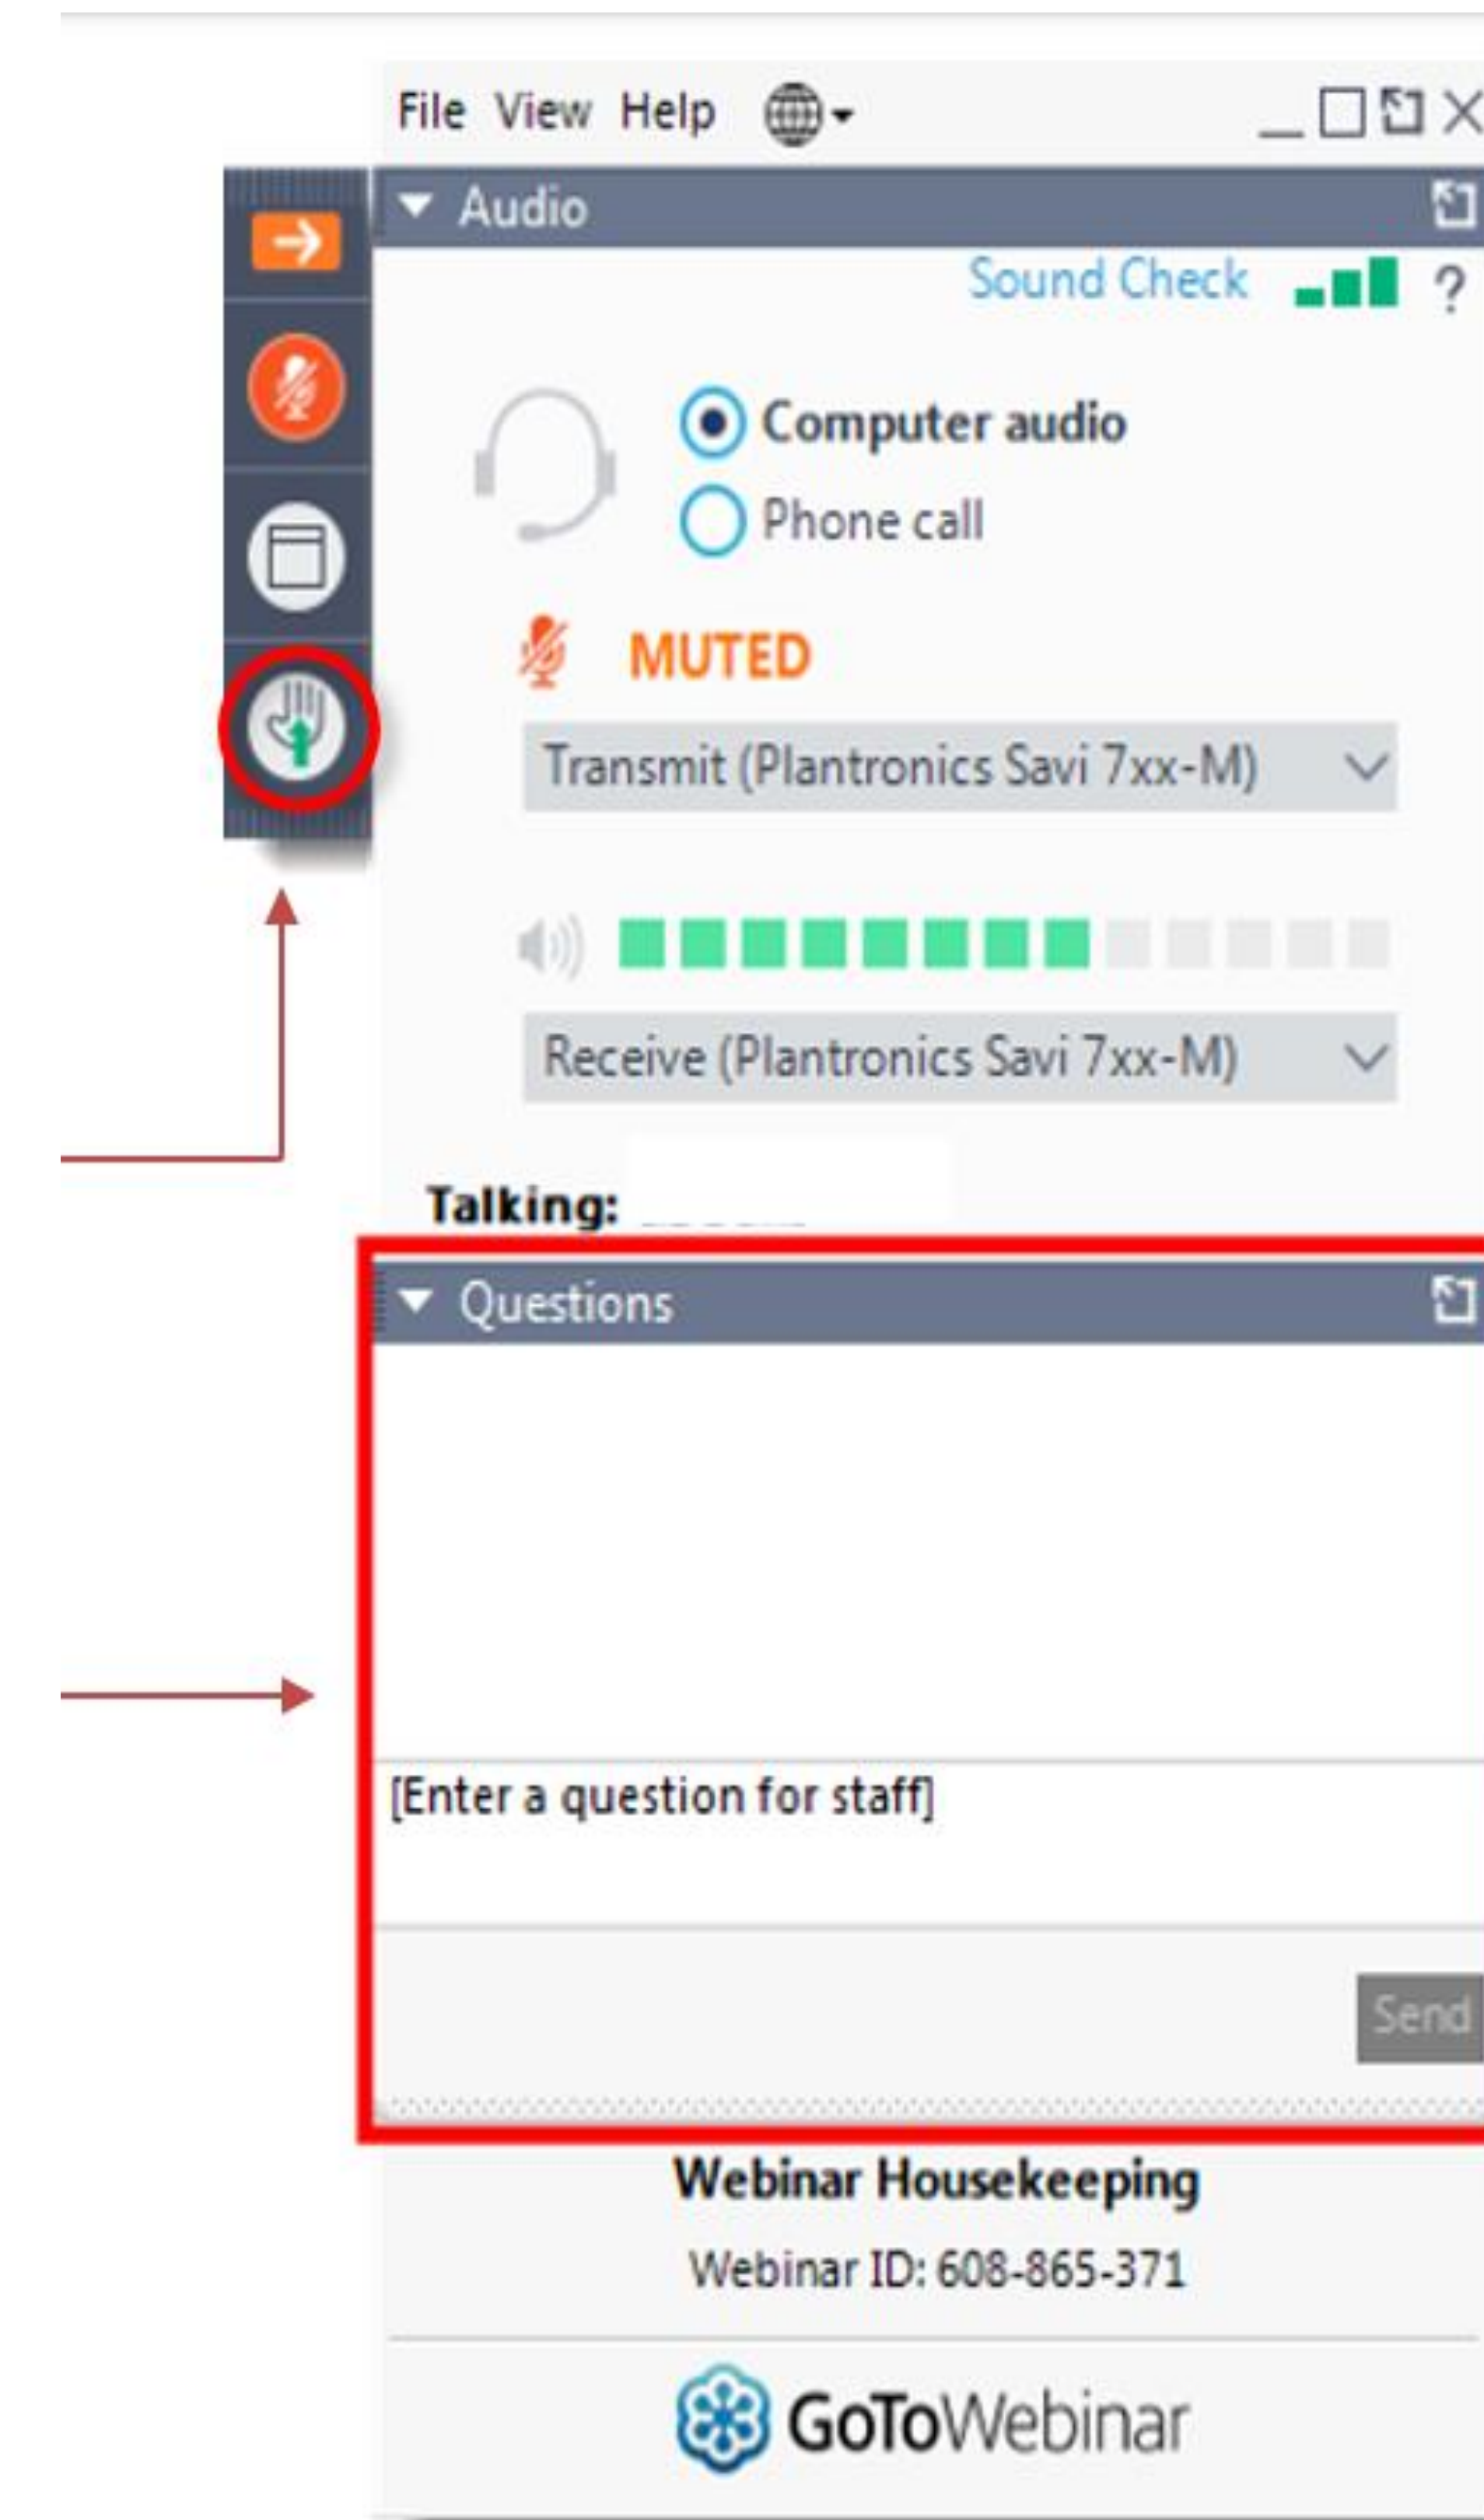 File View Help
Audio
Sound Check ?
Computer audio
Phone call
MUTED
Transmit (Plantronics Savi 7xx-M)
Receive (Plantronics Savi 7xx-M)
Talking:
Questions
[Enter a question for staff]
Send
Webinar Housekeeping
Webinar ID: 608-865-371
GoToWebinar